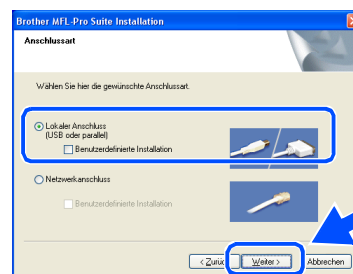 Brother MFL-Pro Suite Installation
Anschlussart
Wählen Sie hier die gewünschte Anschlussart.
Lokaler Anschluss
(USB oder parallel)
Benutzerdefinierte Installation
Netzwerkanschluss
Benutzerdefinierte Installation
< Zurück Weiter > Abbrechen